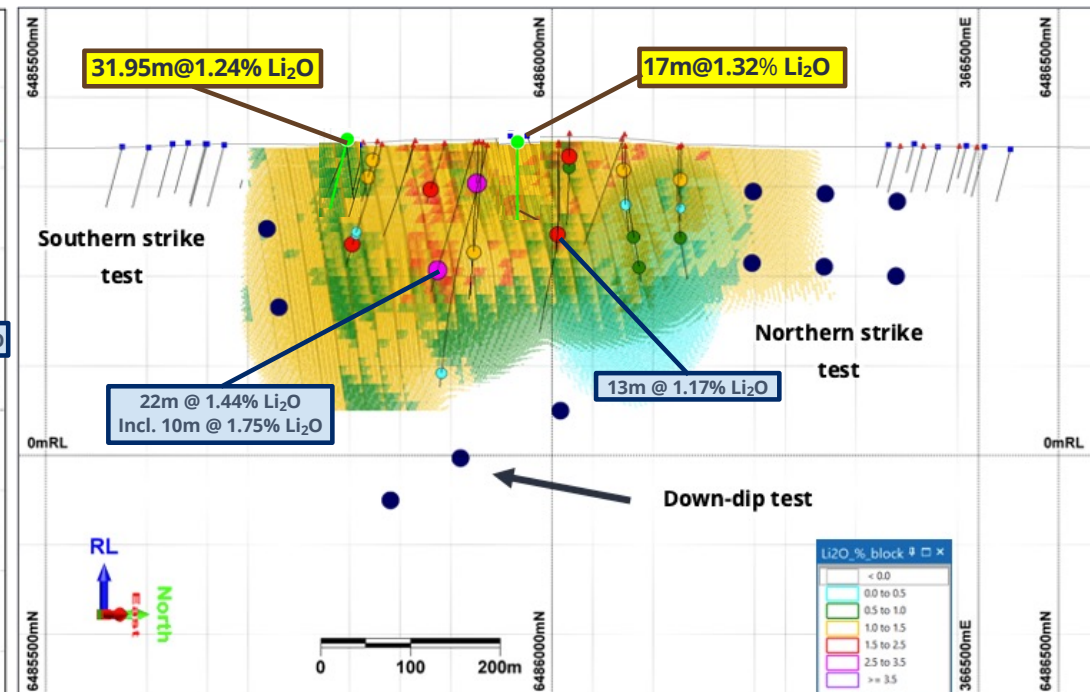 6485500mN
6486000mN
366500mE
6486500mN
31.95m@1.24% Li₂O
17m@1.32% Li₂O
Southern strike
test
Northern strike
test
22m @ 1.44% Li₂O
Incl. 10m @ 1.75% Li₂O
13m @ 1.17% Li₂O
0mRL
0mRL
Down-dip test
RL
East
North
0 100 200m
Li2O_%_block
< 0.0
0.0 to 0.5
0.5 to 1.0
1.0 to 1.5
1.5 to 2.5
2.5 to 3.5
>= 3.5
6485500mN
6486000mN
366500mE
6486500mN